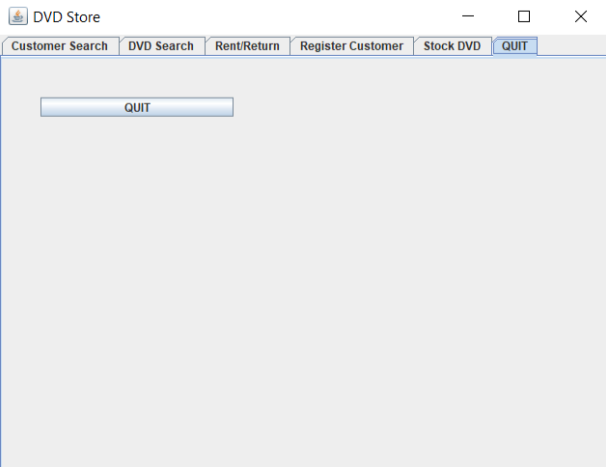 DVD Store
Customer Search DVD Search Rent/Return Register Customer Stock DVD QUIT
QUIT